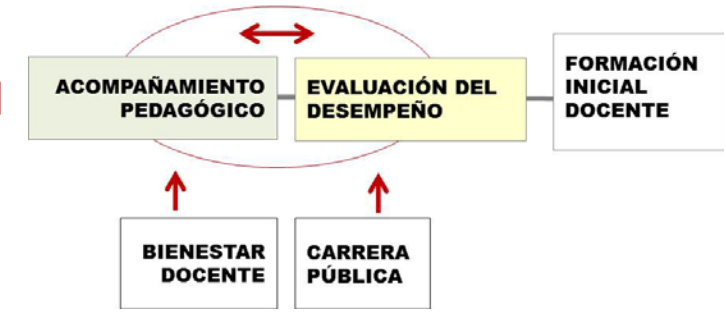 ACOMPAÑAMIENTO
PEDAGÓGICO
EVALUACIÓN DEL
DESEMPEÑO
FORMACIÓN
INICIAL
DOCENTE
BIENESTAR
DOCENTE
CARRERA
PÚBLICA